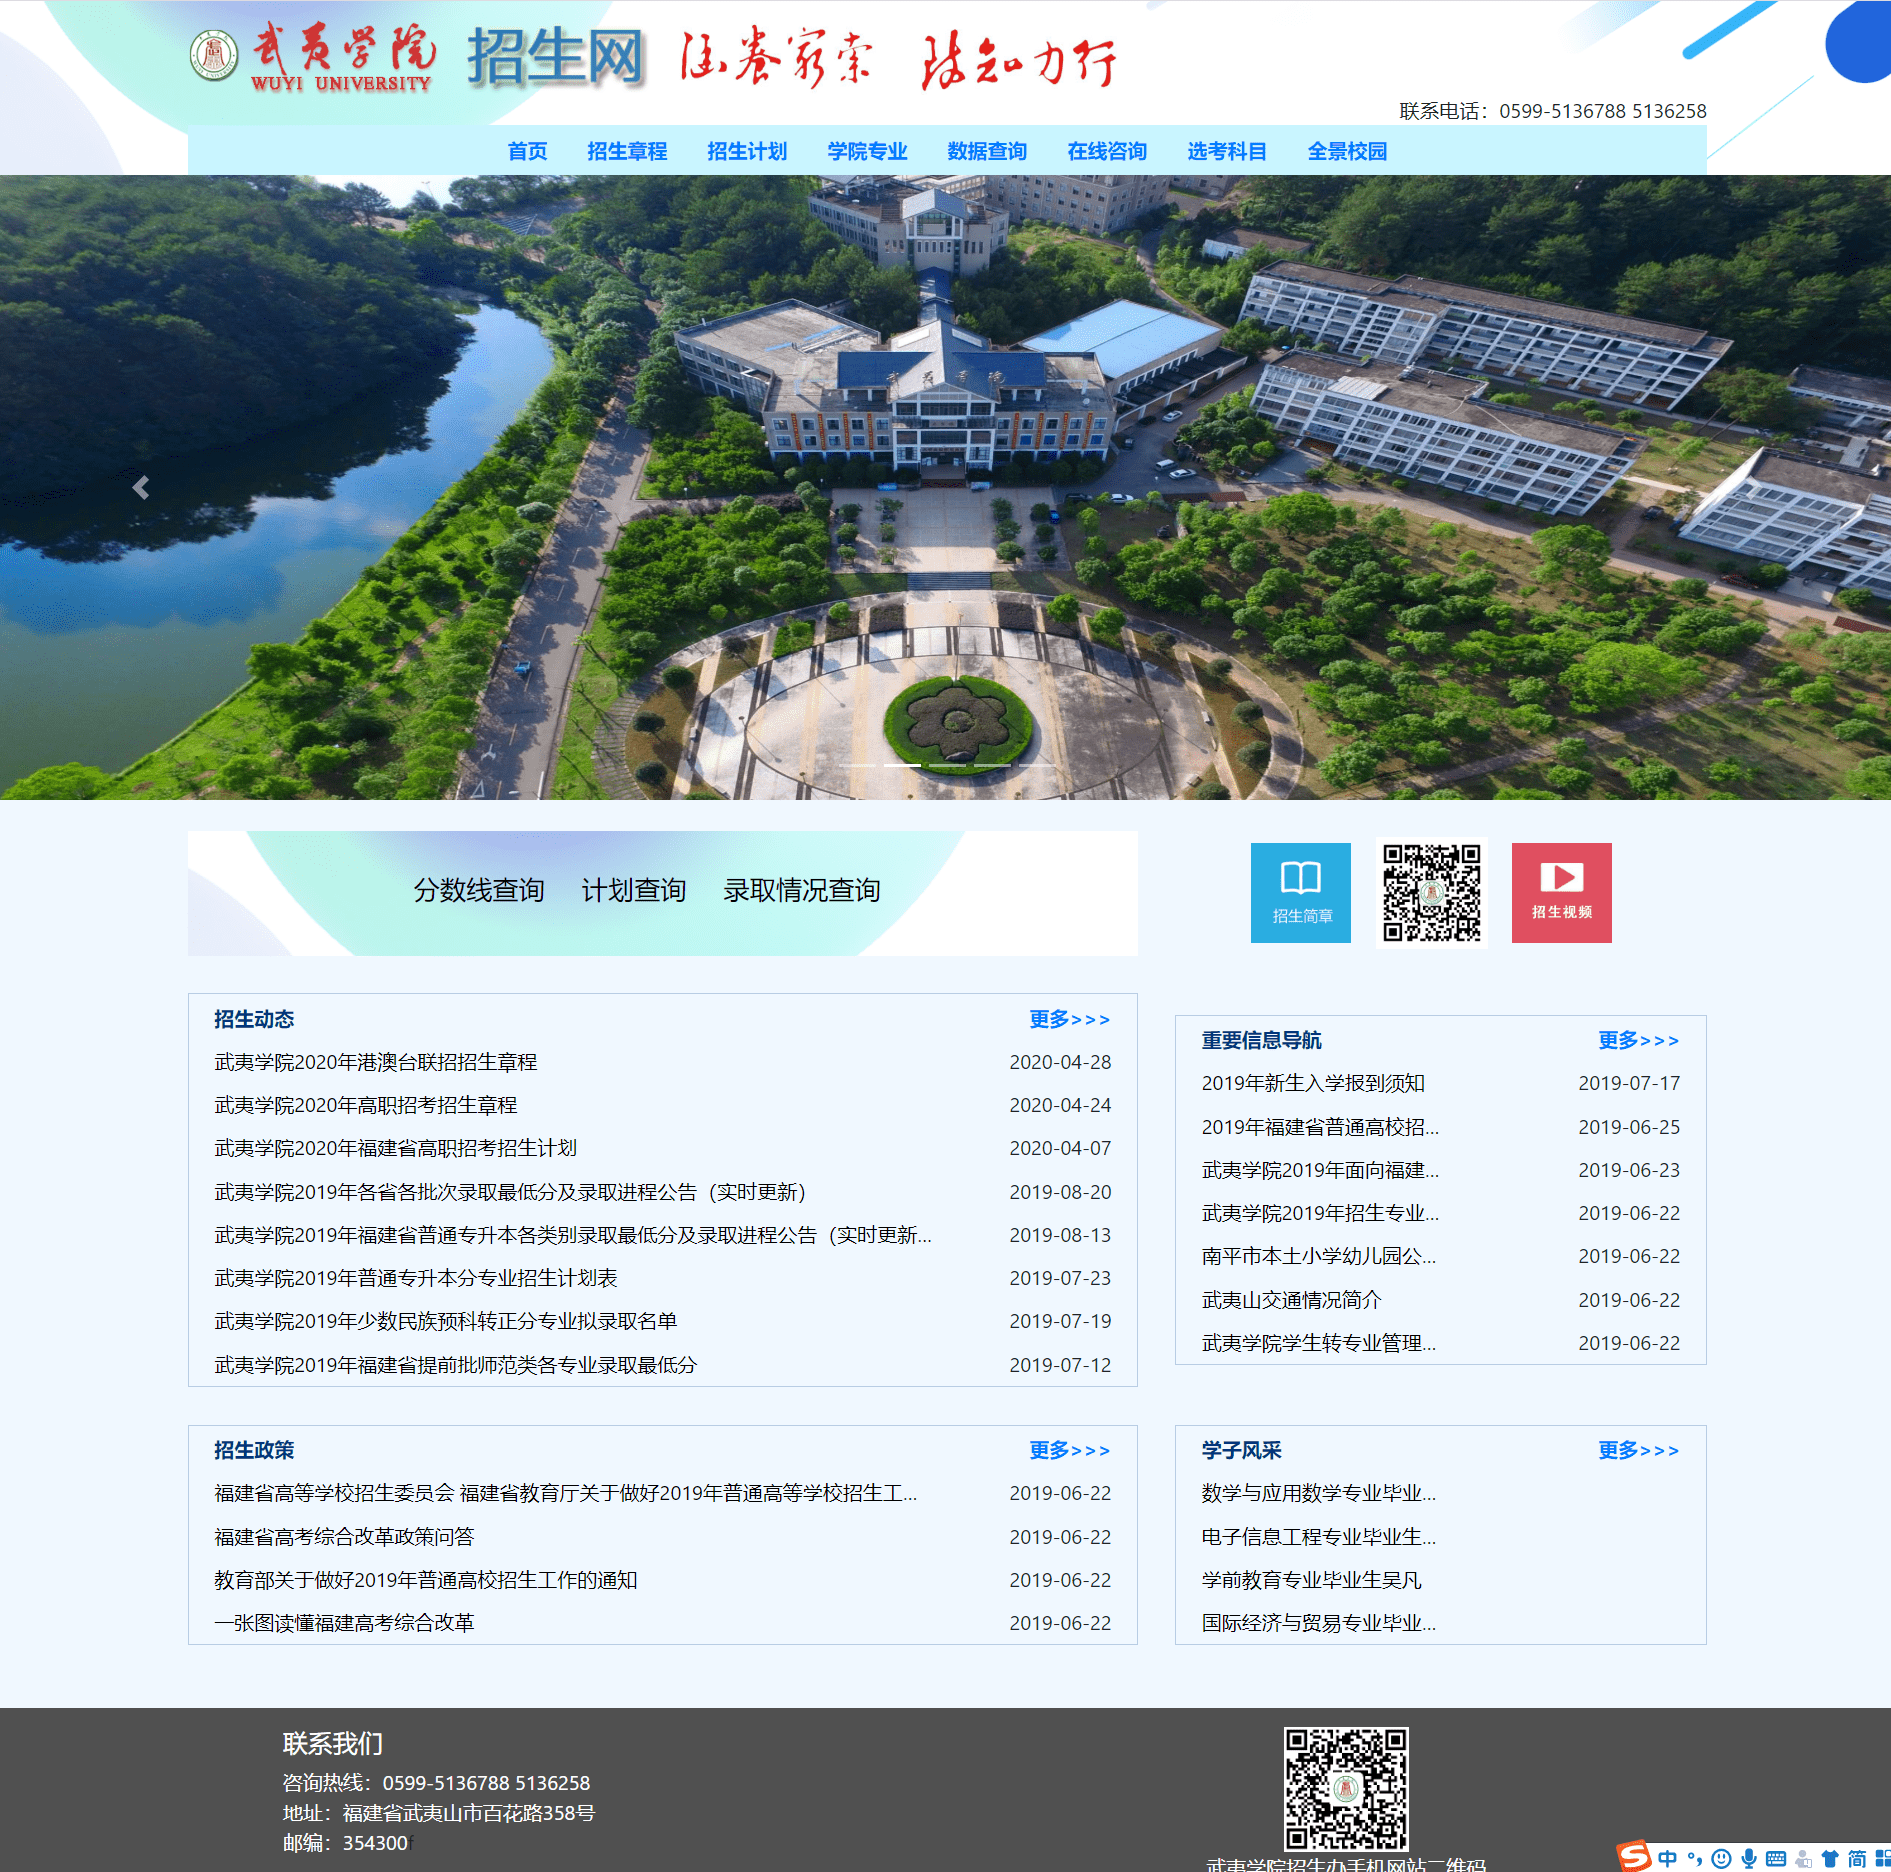 武夷学院
WUYI UNIVERSITY
招生网
联系电话：0599-5136788 5136258
首页 招生章程 招生计划 学院专业 数据查询 在线咨询 选考科目 全景校园
分数线查询 计划查询 录取情况查询
招生简章
招生视频
招生动态 更多>>>
武夷学院2020年港澳台联招招生章程 2020-04-28
武夷学院2020年高职招考招生章程 2020-04-24
武夷学院2020年福建省高职招考招生计划 2020-04-07
武夷学院2019年各省各批次录取最低分及录取进程公告（实时更新） 2019-08-20
武夷学院2019年福建省普通专升本各类别录取最低分及录取进程公告（实时更新... 2019-08-13
武夷学院2019年普通专升本分专业招生计划表 2019-07-23
武夷学院2019年少数民族预科转正分专业拟录取名单 2019-07-19
武夷学院2019年福建省提前批师范类各专业录取最低分 2019-07-12
重要信息导航 更多>>>
2019年新生入学报到须知 2019-07-17
2019年福建省普通高校招... 2019-06-25
武夷学院2019年面向福建... 2019-06-23
武夷学院2019年招生专业... 2019-06-22
南平市本土小学幼儿园公... 2019-06-22
武夷山交通情况简介 2019-06-22
武夷学院学生转专业管理... 2019-06-22
招生政策 更多>>>
福建省高等学校招生委员会 福建省教育厅关于做好2019年普通高等学校招生工... 2019-06-22
福建省高考综合改革政策问答 2019-06-22
教育部关于做好2019年普通高校招生工作的通知 2019-06-22
一张图读懂福建高考综合改革 2019-06-22
学子风采 更多>>>
数学与应用数学专业毕业...
电子信息工程专业毕业生...
学前教育专业毕业生吴凡
国际经济与贸易专业毕业...
联系我们
咨询热线：0599-5136788 5136258
地址：福建省武夷山市百花路358号
邮编：354300f
武夷学院招生办手机网站二维码
中 简